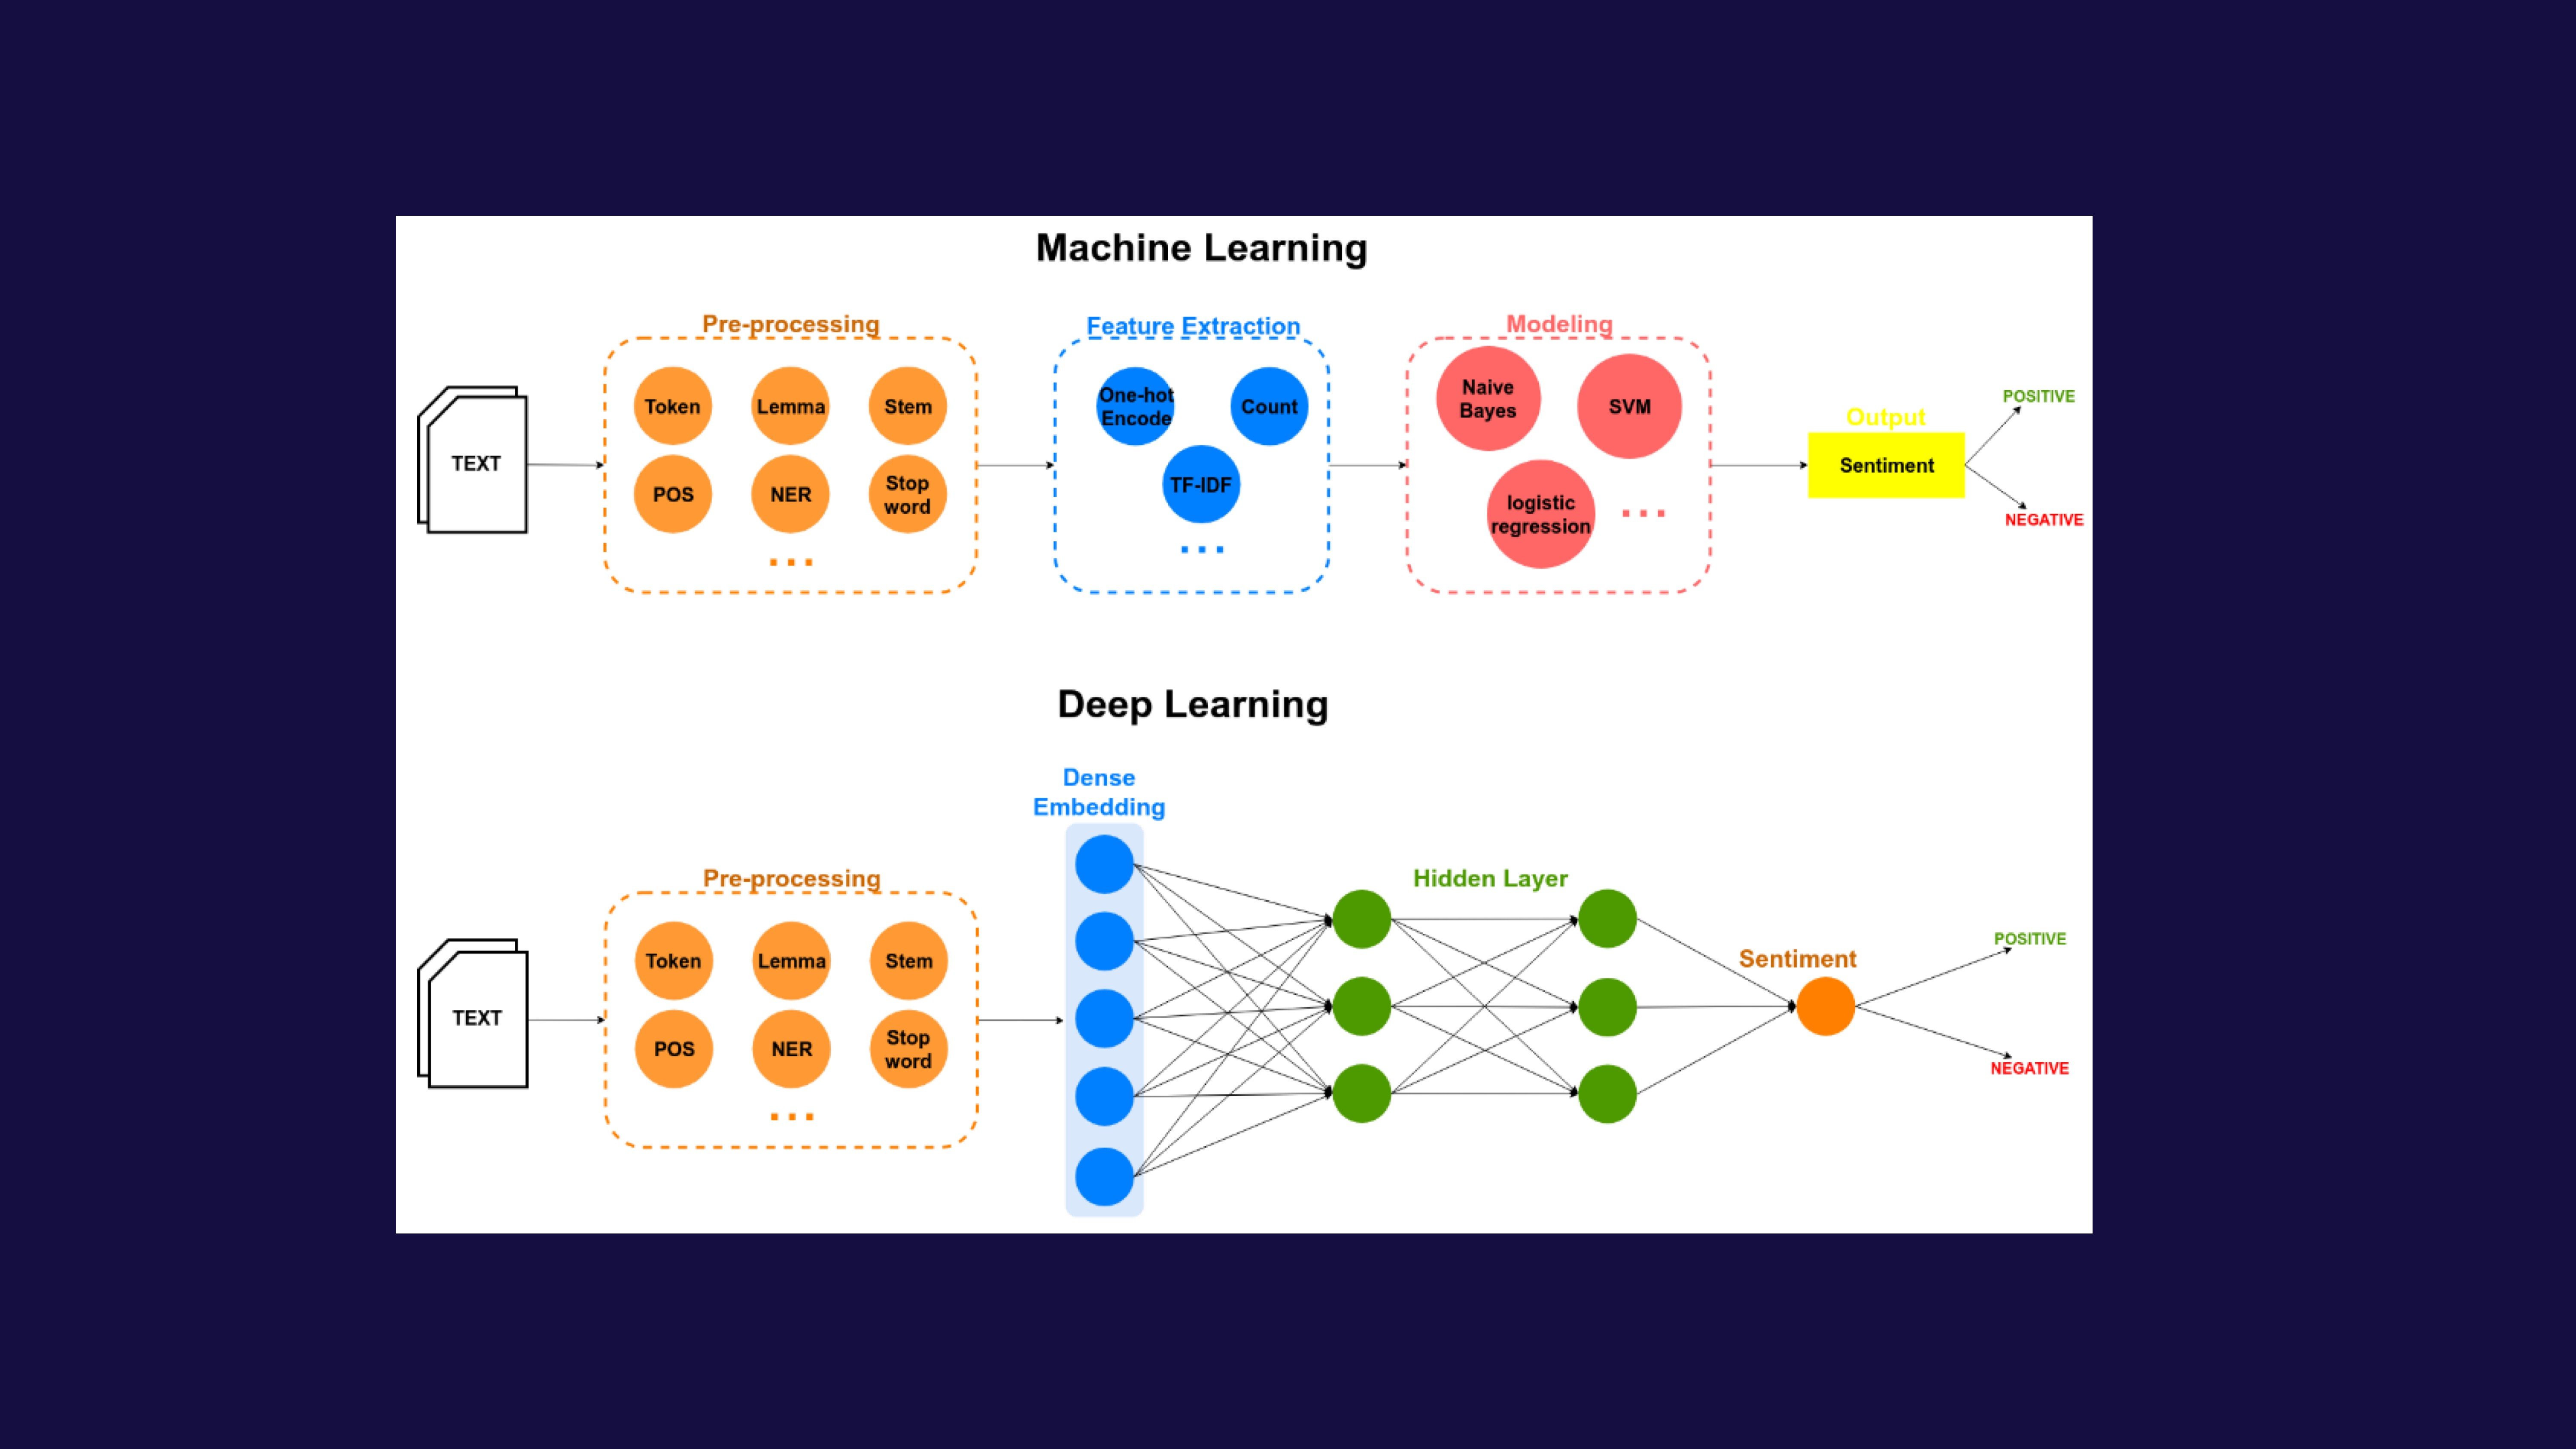 Machine Learning
Pre-processing
Feature Extraction
Modeling
TEXT
Token
Lemma
Stem
POS
NER
Stop
word
...
One-hot
Encode
Count
TF-IDF
...
Naive
Bayes
SVM
logistic
regression
...
Output
Sentiment
POSITIVE
NEGATIVE
Deep Learning
Dense
Embedding
Pre-processing
Hidden Layer
TEXT
Token
Lemma
Stem
POS
NER
Stop
word
...
Sentiment
POSITIVE
NEGATIVE